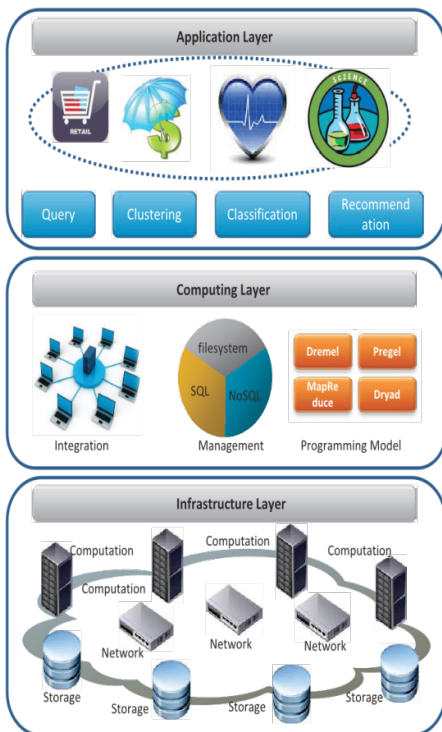 Application Layer
RETAIL
$
SCIENCE
Query
Clustering
Classification
Recommend
ation
Computing Layer
filesystem
SQL
NoSQL
Dremel
Pregel
MapRe
duce
Dryad
Integration
Management
Programming Model
Infrastructure Layer
Computation
Computation
Computation
Computation
Network
Network
Network
Storage
Storage
Storage
Storage